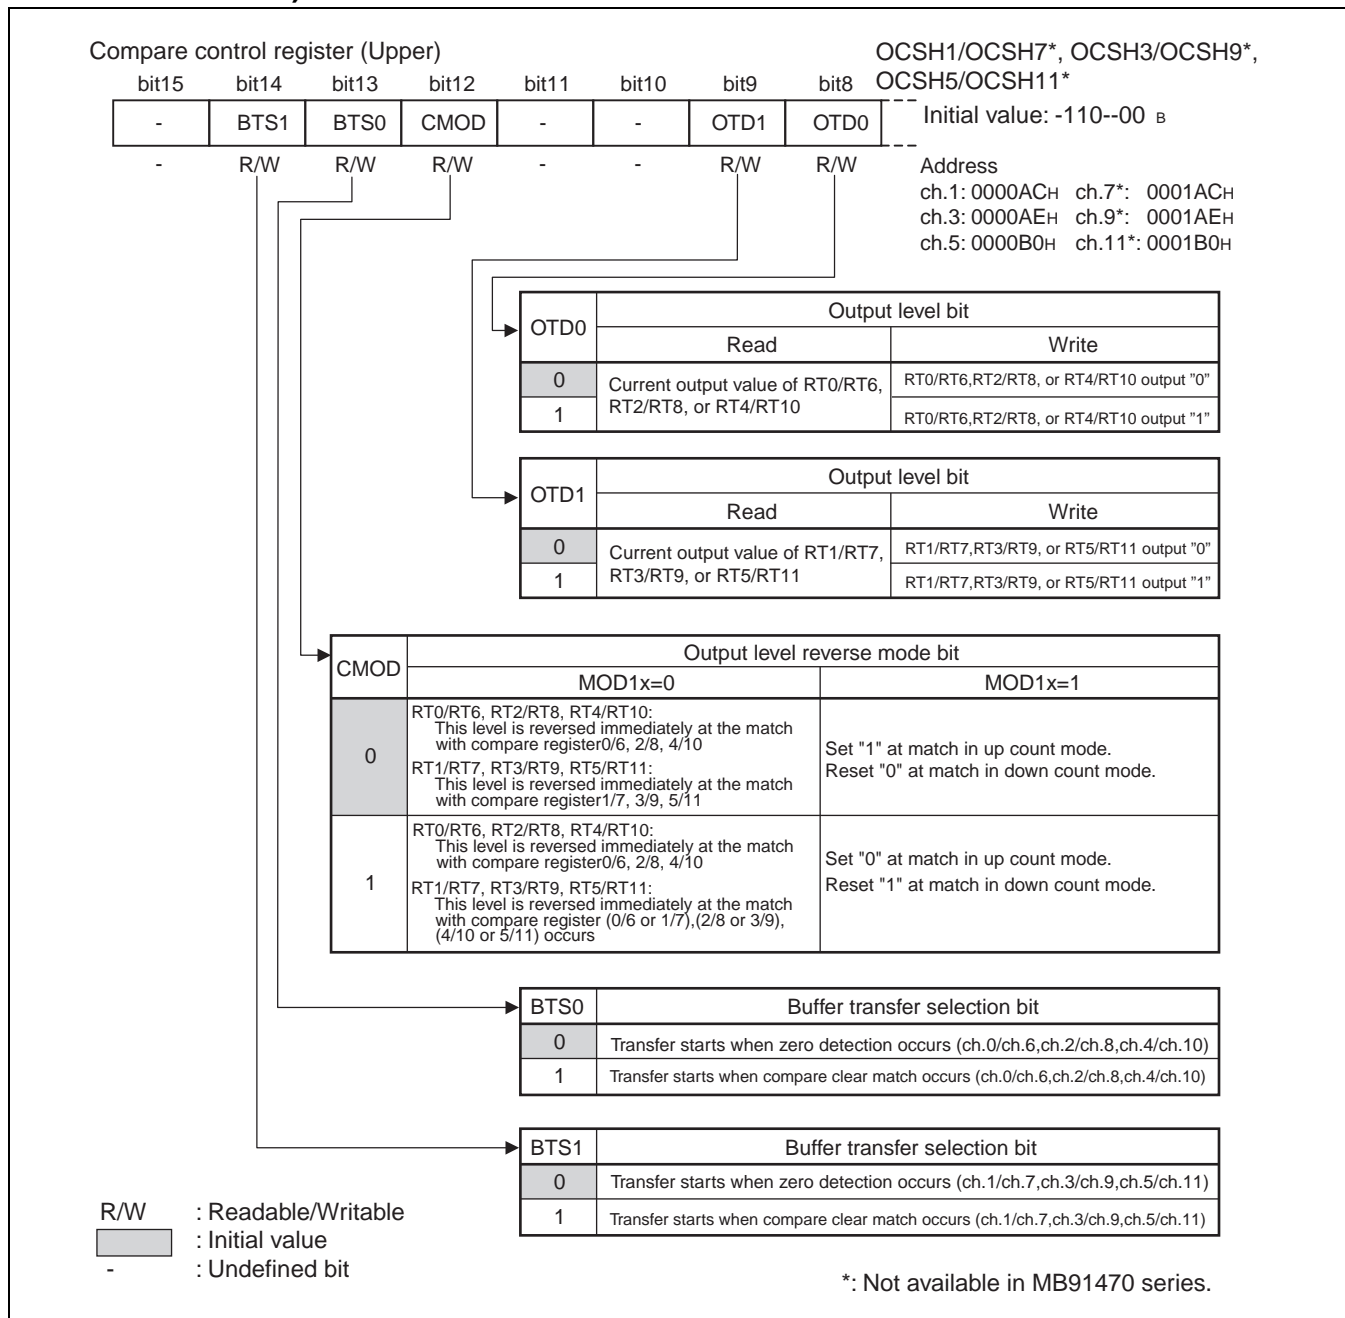 Compare control register (Upper)
OCSH1/OCSH7*, OCSH3/OCSH9*,
OCSH5/OCSH11*
bit15 bit14 bit13 bit12 bit11 bit10 bit9 bit8
- BTS1 BTS0 CMOD - - OTD1 OTD0
Initial value: -110--00 B
- R/W R/W R/W - - R/W R/W
Address
ch.1: 0000ACH ch.7*: 0001ACH
ch.3: 0000AEH ch.9*: 0001AEH
ch.5: 0000B0H ch.11*: 0001B0H
OTD0 Output level bit
Read Write
0 Current output value of RT0/RT6, RT0/RT6,RT2/RT8, or RT4/RT10 output "0"
1 RT2/RT8, or RT4/RT10 RT0/RT6,RT2/RT8, or RT4/RT10 output "1"
OTD1 Output level bit
Read Write
0 Current output value of RT1/RT7, RT1/RT7,RT3/RT9, or RT5/RT11 output "0"
1 RT3/RT9, or RT5/RT11 RT1/RT7,RT3/RT9, or RT5/RT11 output "1"
CMOD Output level reverse mode bit
MOD1x=0 MOD1x=1
0
RT0/RT6, RT2/RT8, RT4/RT10:
This level is reversed immediately at the match
with compare register0/6, 2/8, 4/10
RT1/RT7, RT3/RT9, RT5/RT11:
This level is reversed immediately at the match
with compare register1/7, 3/9, 5/11
Set "1" at match in up count mode.
Reset "0" at match in down count mode.
1
RT0/RT6, RT2/RT8, RT4/RT10:
This level is reversed immediately at the match
with compare register0/6, 2/8, 4/10
RT1/RT7, RT3/RT9, RT5/RT11:
This level is reversed immediately at the match
with compare register (0/6 or 1/7),(2/8 or 3/9),
(4/10 or 5/11) occurs
Set "0" at match in up count mode.
Reset "1" at match in down count mode.
BTS0 Buffer transfer selection bit
0 Transfer starts when zero detection occurs (ch.0/ch.6,ch.2/ch.8,ch.4/ch.10)
1 Transfer starts when compare clear match occurs (ch.0/ch.6,ch.2/ch.8,ch.4/ch.10)
BTS1 Buffer transfer selection bit
0 Transfer starts when zero detection occurs (ch.1/ch.7,ch.3/ch.9,ch.5/ch.11)
1 Transfer starts when compare clear match occurs (ch.1/ch.7,ch.3/ch.9,ch.5/ch.11)
R/W : Readable/Writable
: Initial value
- : Undefined bit
*: Not available in MB91470 series.